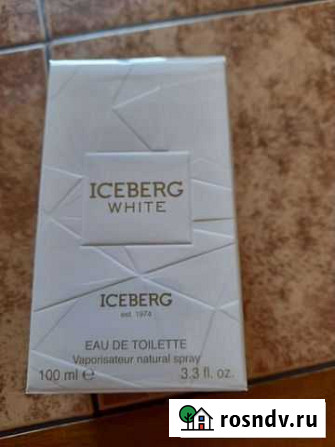 ICEBERG
WHITE
ICEBERG
est. 1974
EAU DE TOILETTE
Vaporisateur natural spray
100 ml ℮ 3.3 fl. oz.
rosndv.ru